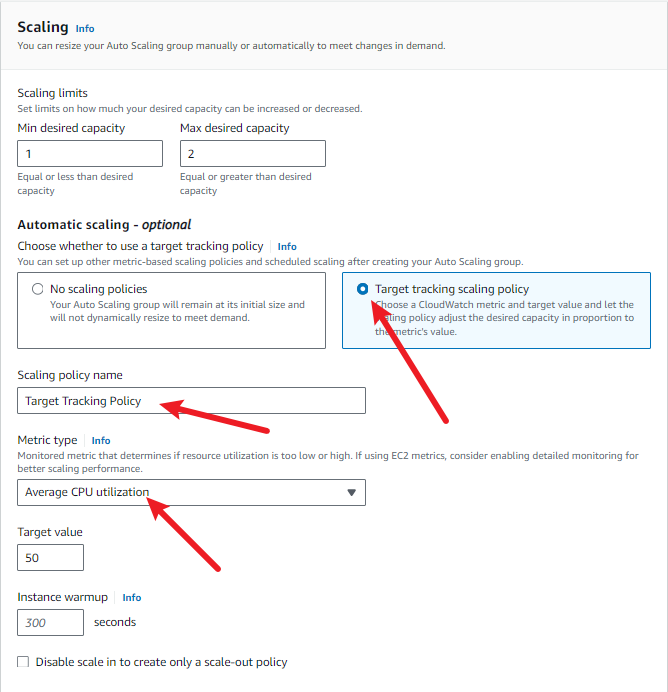 Scaling Info
You can resize your Auto Scaling group manually or automatically to meet changes in demand.
Scaling limits
Set limits on how much your desired capacity can be increased or decreased.
Min desired capacity
Max desired capacity
1
2
Equal or less than desired
capacity
Equal or greater than desired
capacity
Automatic scaling - optional
Choose whether to use a target tracking policy Info
You can set up other metric-based scaling policies and scheduled scaling after creating your Auto Scaling group.
No scaling policies
Your Auto Scaling group will remain at its initial size and
will not dynamically resize to meet demand.
Target tracking scaling policy
Choose a CloudWatch metric and target value and let the
scaling policy adjust the desired capacity in proportion to
the metric's value.
Scaling policy name
Target Tracking Policy
Metric type Info
Monitored metric that determines if resource utilization is too low or high. If using EC2 metrics, consider enabling detailed monitoring for
better scaling performance.
Average CPU utilization
Target value
50
Instance warmup Info
300 seconds
Disable scale in to create only a scale-out policy